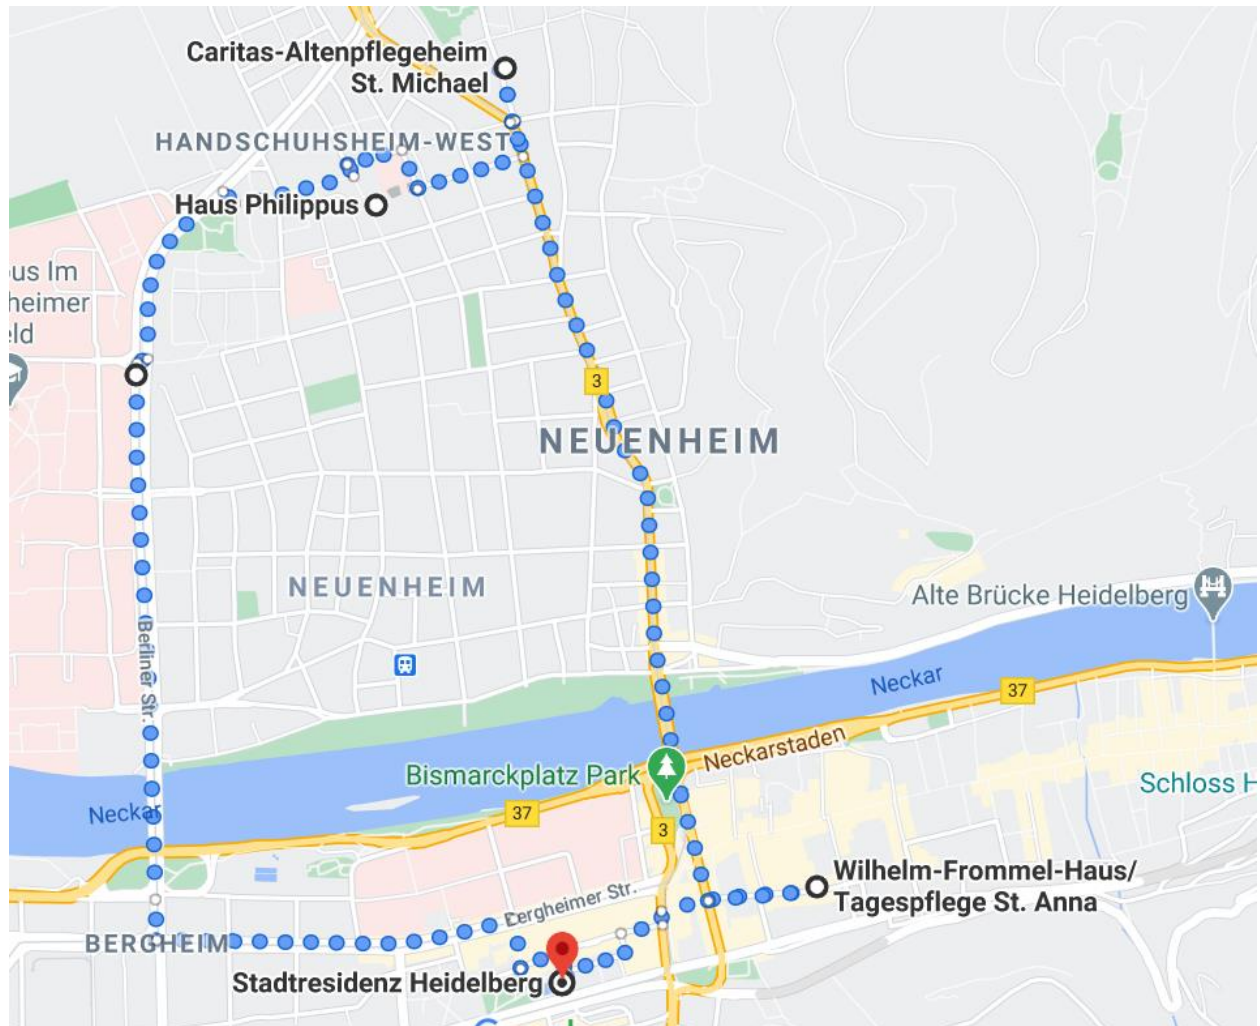 Caritas-Altenpflegeheim
St. Michael
HANDSCHUHSHEIM-WEST
Haus Philippus
us Im
heimer
ld
3
NEUENHEIM
NEUENHEIM
Alte Brücke Heidelberg
Berliner Str.
Neckar
37
Neckarstaden
Bismarckplatz Park
Schloss H
Neckar
37
3
Wilhelm-Frommel-Haus/
Tagespflege St. Anna
Bergheimer Str.
BERGHEIM
Stadtresidenz Heidelberg